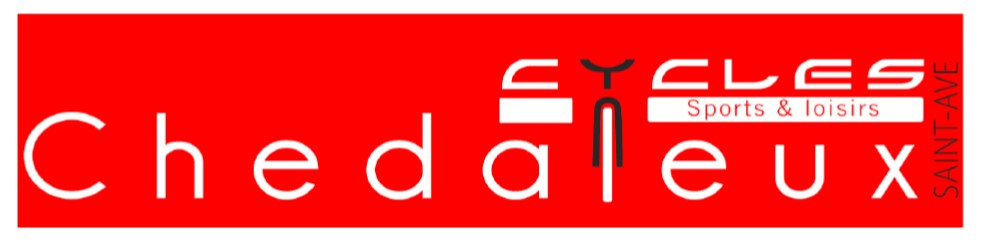 CYCLES
Sports & loisirs
Chedaleux
SAINT-AVE